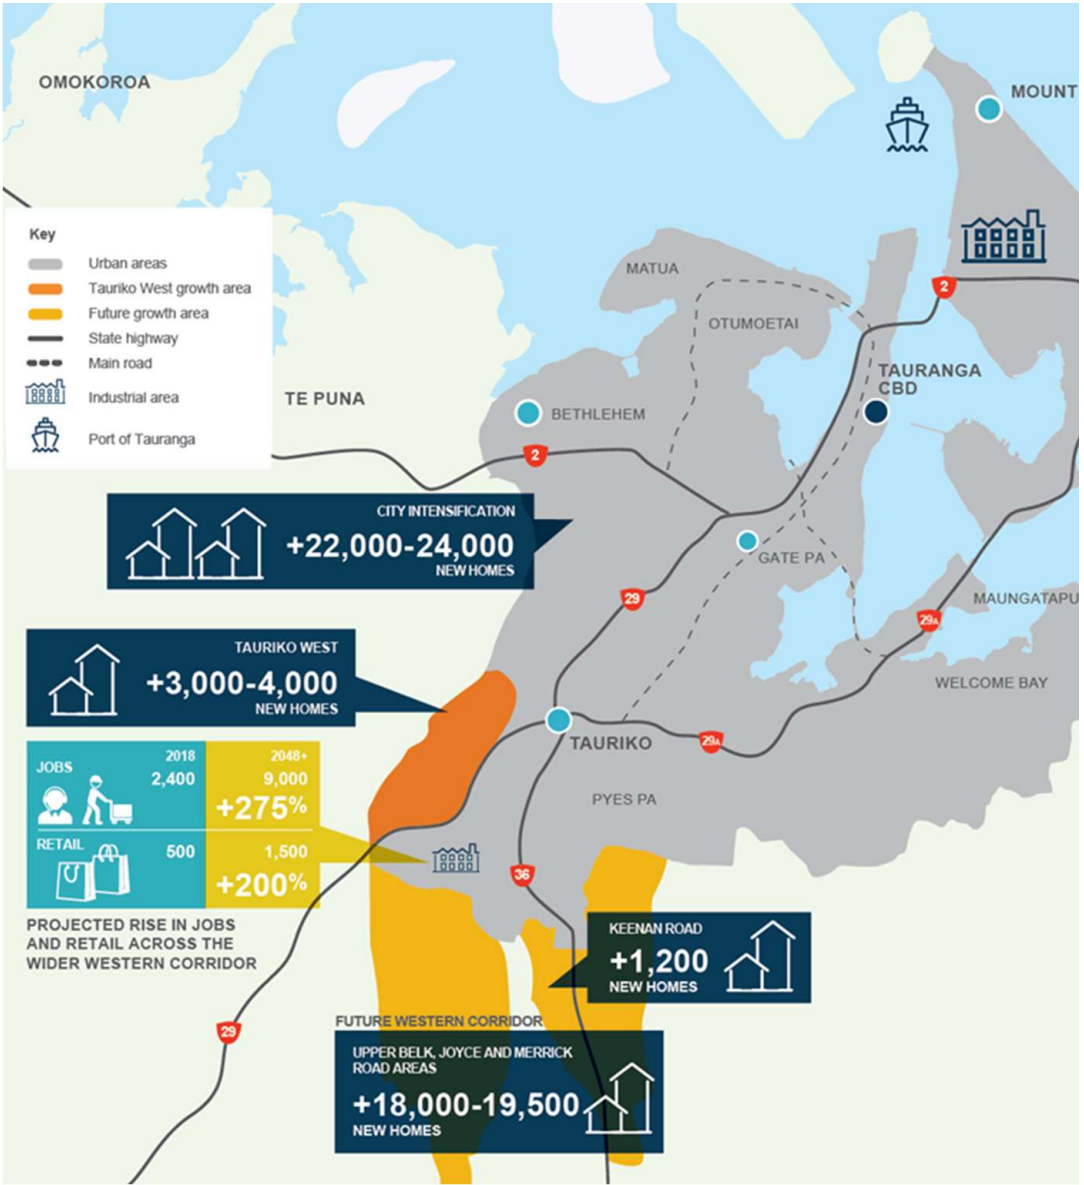 OMOKOROA
MOUNT
Key
Urban areas
Tauriko West growth area
Future growth area
State highway
Main road
Industrial area
Port of Tauranga
MATUA
2
OTUMOETAI
TAURANGA
CBD
TE PUNA
BETHLEHEM
2
CITY INTENSIFICATION
+22,000-24,000
NEW HOMES
GATE PA
29
MAUNGATAPU
29A
TAURIKO WEST
+3,000-4,000
NEW HOMES
WELCOME BAY
TAURIKO
29A
PYES PA
JOBS
2018
2,400
2048+
9,000
+275%
RETAIL
500
1,500
+200%
36
PROJECTED RISE IN JOBS
AND RETAIL ACROSS THE
WIDER WESTERN CORRIDOR
KEENAN ROAD
+1,200
NEW HOMES
29
FUTURE WESTERN CORRIDOR
UPPER BELK, JOYCE AND MERRICK
ROAD AREAS
+18,000-19,500
NEW HOMES